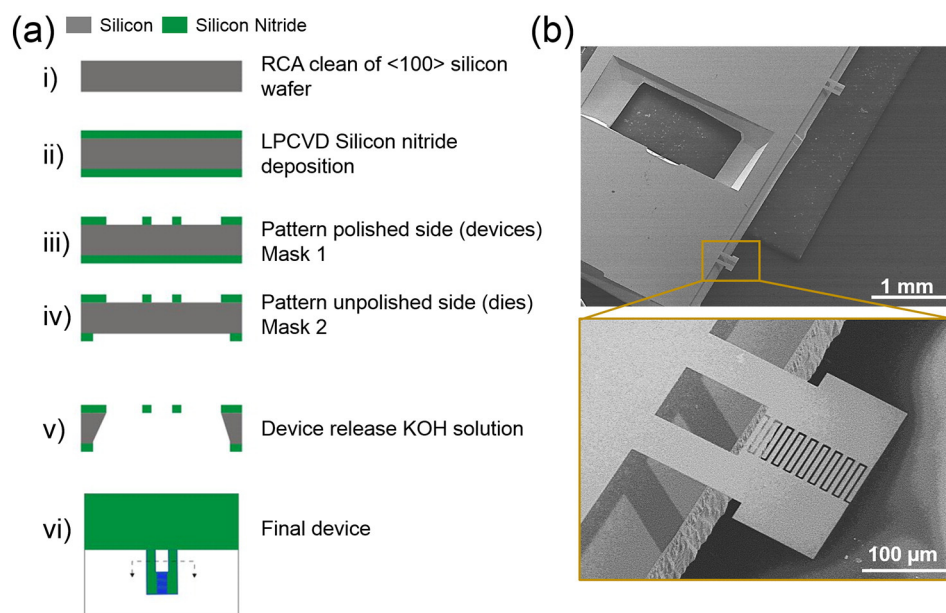 (a)
Silicon
Silicon Nitride
i)
RCA clean of <100> silicon
wafer
ii)
LPCVD Silicon nitride
deposition
iii)
Pattern polished side (devices)
Mask 1
iv)
Pattern unpolished side (dies)
Mask 2
v)
Device release KOH solution
vi)
Final device
(b)
1 mm
100 µm